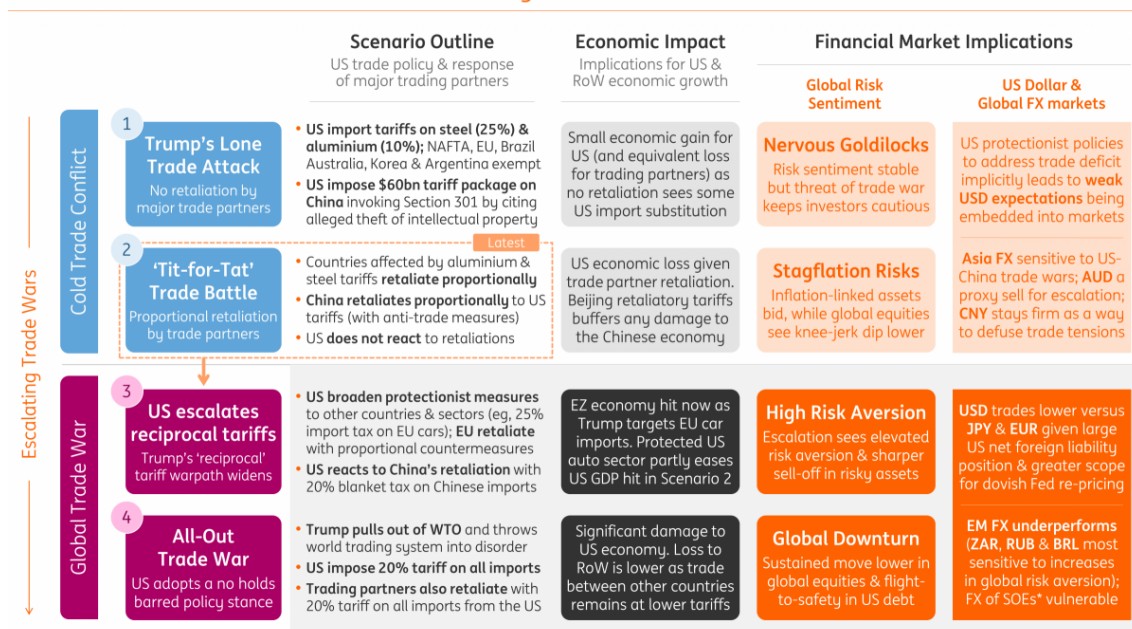 Scenario Outline
US trade policy & response
of major trading partners
Economic Impact
Implications for US &
RoW economic growth
Financial Market Implications
Global Risk
Sentiment
US Dollar &
Global FX markets
Escalating Trade Wars
Cold Trade Conflict
1
Trump's Lone
Trade Attack
No retaliation by
major trade partners
• US import tariffs on steel (25%) &
aluminium (10%); NAFTA, EU, Brazil
Australia, Korea & Argentina exempt
• US impose $60bn tariff package on
China invoking Section 301 by citing
alleged theft of intellectual property
Small economic gain for
US (and equivalent loss
for trading partners) as
no retaliation sees some
US import substitution
Nervous Goldilocks
Risk sentiment stable
but threat of trade war
keeps investors cautious
US protectionist policies
to address trade deficit
implicitly leads to weak
USD expectations being
embedded into markets
Latest
2
'Tit-for-Tat'
Trade Battle
Proportional retaliation
by trade partners
• Countries affected by aluminium &
steel tariffs retaliate proportionally
• China retaliates proportionally to US
tariffs (with anti-trade measures)
• US does not react to retaliations
US economic loss given
trade partner retaliation.
Beijing retaliatory tariffs
buffers any damage to
the Chinese economy
Stagflation Risks
Inflation-linked assets
bid, while global equities
see knee-jerk dip lower
Asia FX sensitive to US-
China trade wars; AUD a
proxy sell for escalation;
CNY stays firm as a way
to defuse trade tensions
Global Trade War
3
US escalates
reciprocal tariffs
Trump's 'reciprocal'
tariff warpath widens
• US broaden protectionist measures
to other countries & sectors (eg, 25%
import tax on EU cars); EU retaliate
with proportional countermeasures
• US reacts to China's retaliation with
20% blanket tax on Chinese imports
EZ economy hit now as
Trump targets EU car
imports. Protected US
auto sector partly eases
US GDP hit in Scenario 2
High Risk Aversion
Escalation sees elevated
risk aversion & sharper
sell-off in risky assets
USD trades lower versus
JPY & EUR given large
US net foreign liability
position & greater scope
for dovish Fed re-pricing
4
All-Out
Trade War
US adopts a no holds
barred policy stance
• Trump pulls out of WTO and throws
world trading system into disorder
• US impose 20% tariff on all imports
• Trading partners also retaliate with
20% tariff on all imports from the US
Significant damage to
US economy. Loss to
RoW is lower as trade
between other countries
remains at lower tariffs
Global Downturn
Sustained move lower in
global equities & flight-
to-safety in US debt
EM FX underperforms
(ZAR, RUB & BRL most
sensitive to increases
in global risk aversion);
FX of SOEs* vulnerable